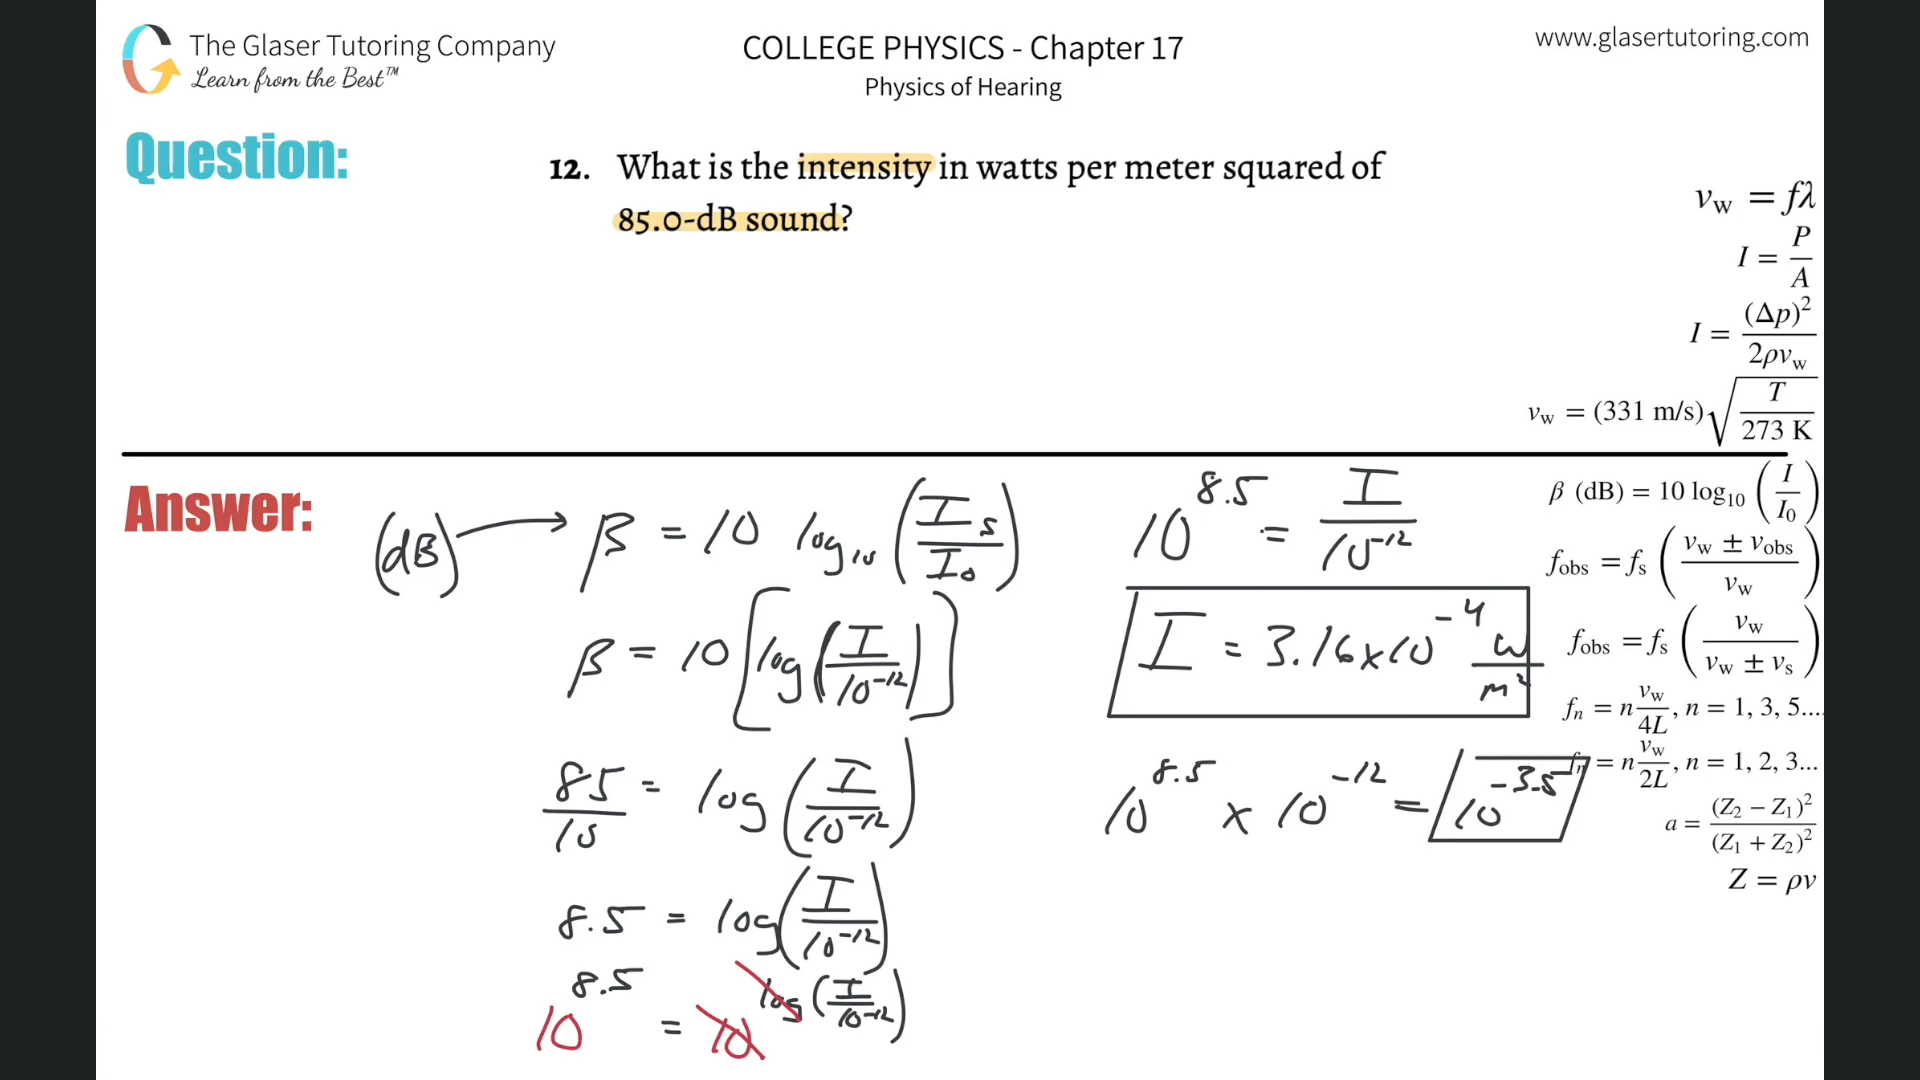 The Glaser Tutoring Company
Learn from the Best™
COLLEGE PHYSICS - Chapter 17
Physics of Hearing
www.glasertutoring.com
Question:
12. What is the intensity in watts per meter squared of
85.0-dB sound?
v_w = fλ
I = P/A
I = (Δp)²/2ρv_w
v_w = (331 m/s)√(T/273 K)
β (dB) = 10 log₁₀ (I/I₀)
f_obs = f_s ((v_w ± v_obs)/v_w)
f_obs = f_s (v_w/(v_w ± v_s))
f_n = n v_w/4L, n = 1, 3, 5...
f_n = n v_w/2L, n = 1, 2, 3...
a = (Z₂ − Z₁)²/(Z₁ + Z₂)²
Z = ρv
Answer:
(dB) → β = 10 log₁₀ (I_s/I₀)
β = 10 [log (I/10⁻¹²)]
85/10 = log (I/10⁻¹²)
8.5 = log (I/10⁻¹²)
10^8.5 = 10^log (I/10⁻¹²)
10^8.5 = I/10⁻¹²
I = 3.16 x 10⁻⁴ W/m²
10^8.5 x 10⁻¹² = 10^-3.5